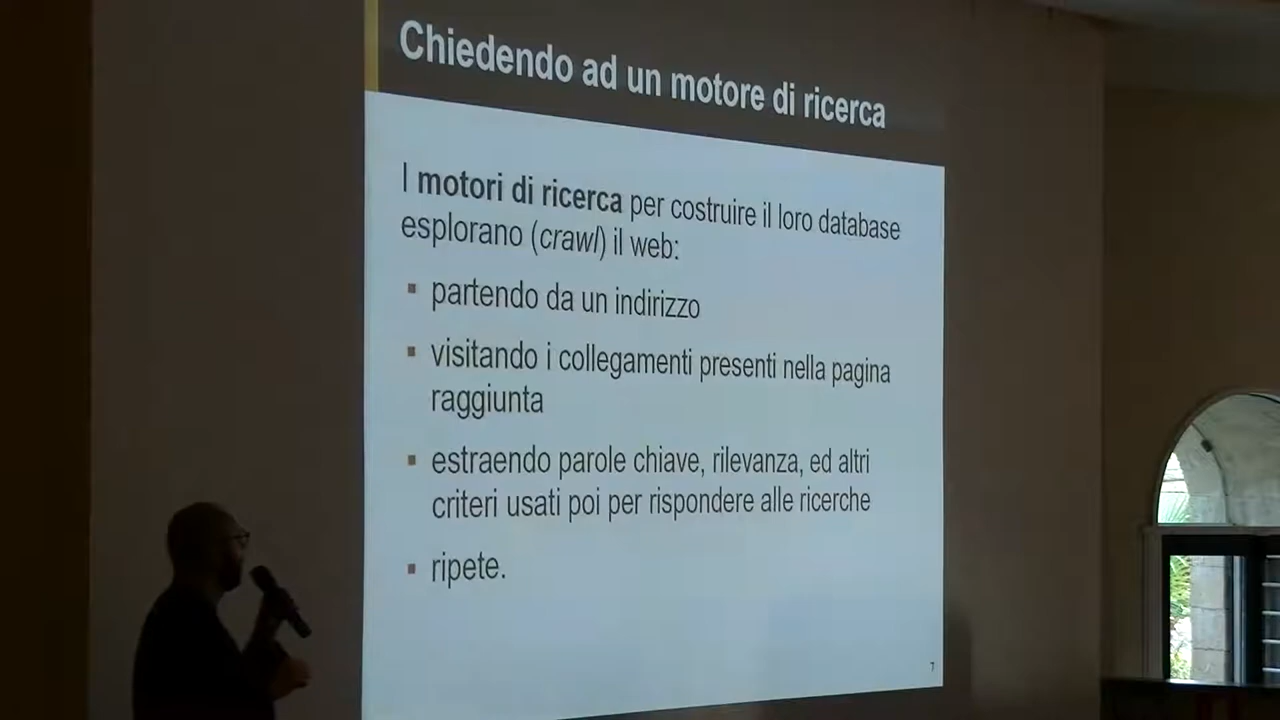 Chiedendo ad un motore di ricerca
I motori di ricerca per costruire il loro database
esplorano (crawl) il web:
▪ partendo da un indirizzo
▪ visitando i collegamenti presenti nella pagina
raggiunta
▪ estraendo parole chiave, rilevanza, ed altri
criteri usati poi per rispondere alle ricerche
▪ ripete.
7